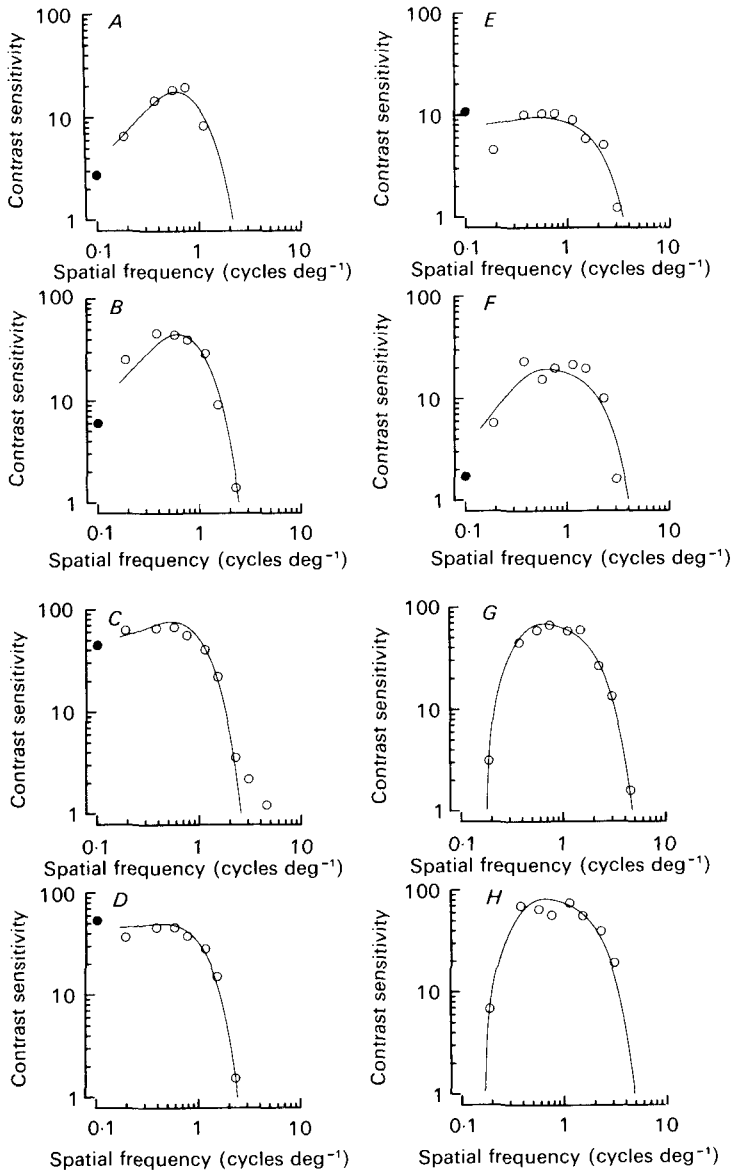 A
Contrast sensitivity
100
10
1
0·1 1 10
Spatial frequency (cycles deg⁻¹)
E
Contrast sensitivity
100
10
1
0·1 1 10
Spatial frequency (cycles deg⁻¹)
B
Contrast sensitivity
100
10
1
0·1 1 10
Spatial frequency (cycles deg⁻¹)
F
Contrast sensitivity
100
10
1
0·1 1 10
Spatial frequency (cycles deg⁻¹)
C
Contrast sensitivity
100
10
1
0·1 1 10
Spatial frequency (cycles deg⁻¹)
G
Contrast sensitivity
100
10
1
0·1 1 10
Spatial frequency (cycles deg⁻¹)
D
Contrast sensitivity
100
10
1
0·1 1 10
Spatial frequency (cycles deg⁻¹)
H
Contrast sensitivity
100
10
1
0·1 1 10
Spatial frequency (cycles deg⁻¹)